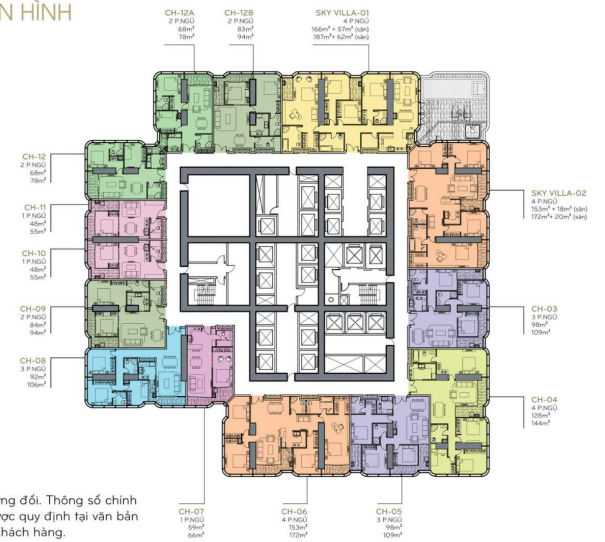 N HÌNH
CH-12A
2 P.NGỦ
68m²
78m²
CH-12B
2 P.NGỦ
83m²
94m²
SKY VILLA-01
4 P.NGỦ
166m² + 57m² (sân)
187m² + 62m² (sân)
CH-12
2 P.NGỦ
68m²
78m²
CH-11
1 P.NGỦ
48m²
55m²
CH-10
1 P.NGỦ
48m²
55m²
CH-09
2 P.NGỦ
84m²
94m²
CH-08
3 P.NGỦ
92m²
106m²
SKY VILLA-02
4 P.NGỦ
153m² + 18m² (sân)
172m² + 20m² (sân)
CH-03
3 P.NGỦ
98m²
109m²
CH-04
4 P.NGỦ
128m²
144m²
CH-07
1 P.NGỦ
59m²
66m²
CH-06
4 P.NGỦ
153m²
172m²
CH-05
3 P.NGỦ
98m²
109m²
ng đối. Thông số chính
ợc quy định tại văn bản
hách hàng.